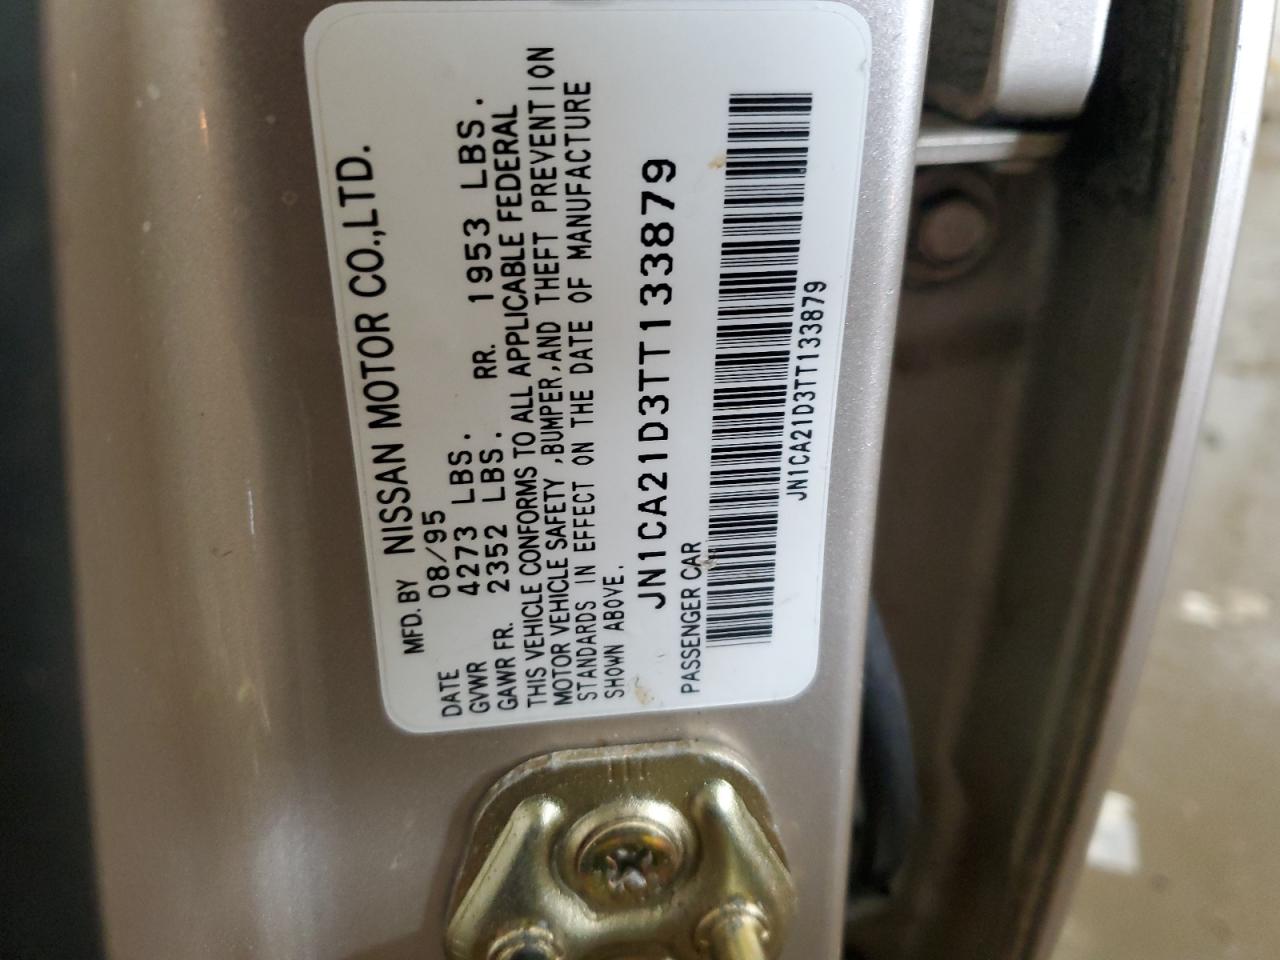 MFD. BY NISSAN MOTOR CO.,LTD.
DATE 08/95
GVWR 4273 LBS.
GAWR FR. 2352 LBS. RR. 1953 LBS.
THIS VEHICLE CONFORMS TO ALL APPLICABLE FEDERAL
MOTOR VEHICLE SAFETY ,BUMPER,AND THEFT PREVENTION
STANDARDS IN EFFECT ON THE DATE OF MANUFACTURE
SHOWN ABOVE.
JN1CA21D3TT133879
PASSENGER CAR
JN1CA21D3TT133879